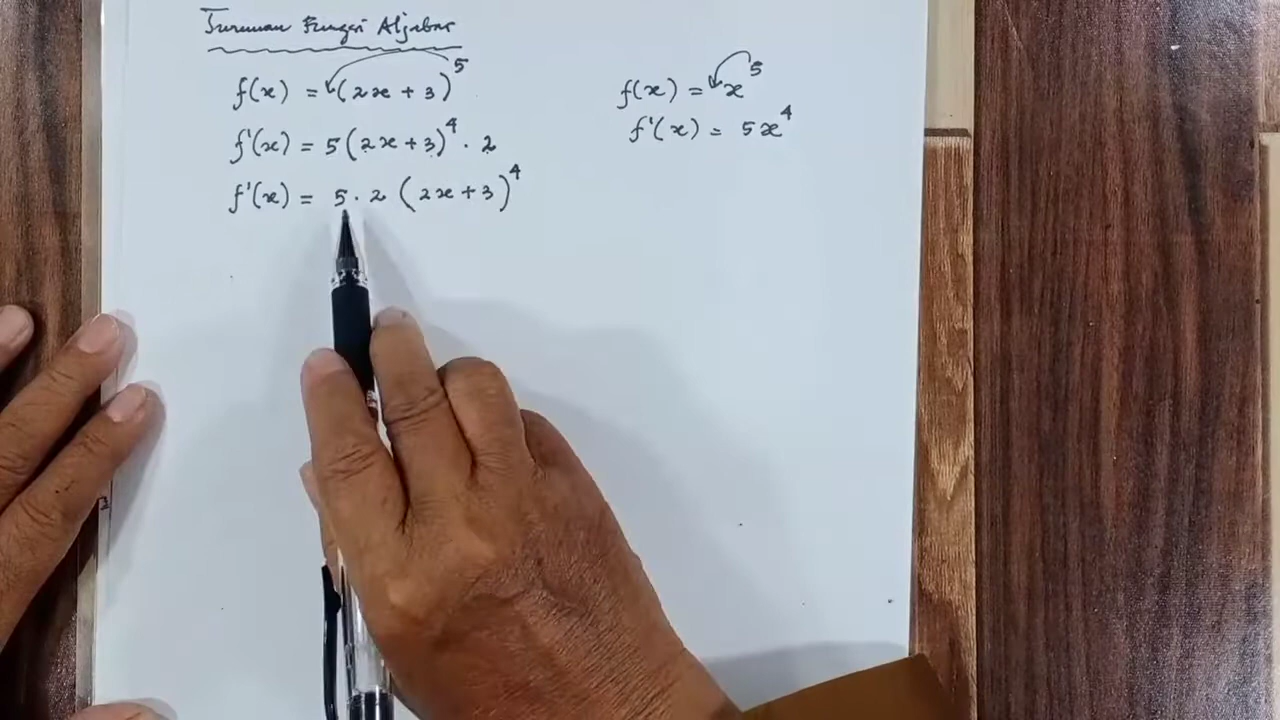 Turunan Fungsi Aljabar
f(x) = (2x + 3)^5
f'(x) = 5(2x + 3)^4 · 2
f'(x) = 5 · 2 (2x + 3)^4
f(x) = x^5
f'(x) = 5x^4